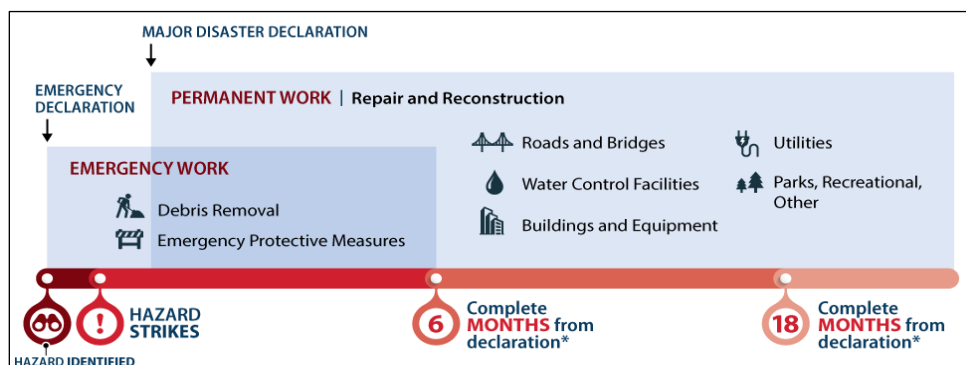 MAJOR DISASTER DECLARATION
EMERGENCY
DECLARATION
PERMANENT WORK | Repair and Reconstruction
Roads and Bridges
Utilities
EMERGENCY WORK
Water Control Facilities
Parks, Recreational,
Other
Debris Removal
Buildings and Equipment
Emergency Protective Measures
!
HAZARD
STRIKES
6
Complete
MONTHS from
declaration*
18
Complete
MONTHS from
declaration*
HAZARD IDENTIFIED